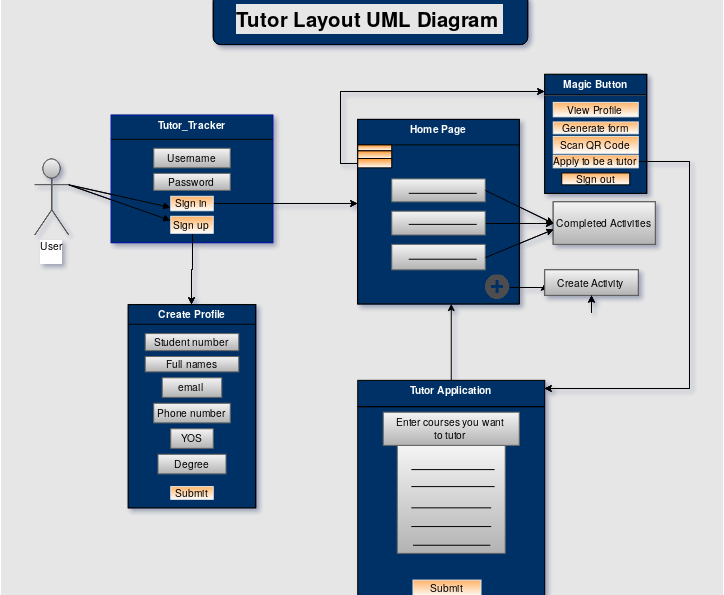 Tutor Layout UML Diagram
Tutor_Tracker
Username
Password
Sign In
Sign up
User
Create Profile
Student number
Full names
email
Phone number
YOS
Degree
Submit
Home Page
Magic Button
View Profile
Generate form
Scan QR Code
Apply to be a tutor
Sign out
Completed Activities
Create Activity
Tutor Application
Enter courses you want
to tutor
Submit